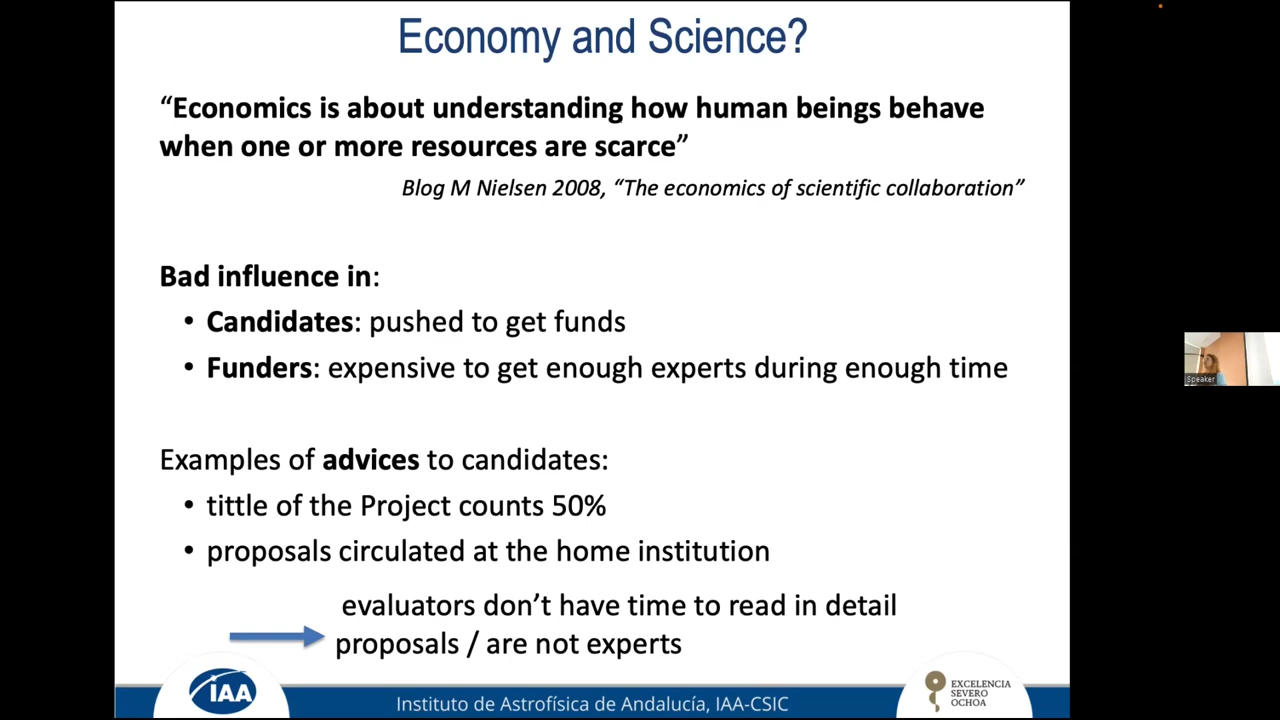 Economy and Science?
“Economics is about understanding how human beings behave
when one or more resources are scarce”
Blog M Nielsen 2008, “The economics of scientific collaboration”
Bad influence in:
• Candidates: pushed to get funds
• Funders: expensive to get enough experts during enough time
Speaker
Examples of advices to candidates:
• tittle of the Project counts 50%
• proposals circulated at the home institution
evaluators don’t have time to read in detail
proposals / are not experts
IAA
Instituto de Astrofísica de Andalucía, IAA-CSIC
EXCELENCIA
SEVERO
OCHOA